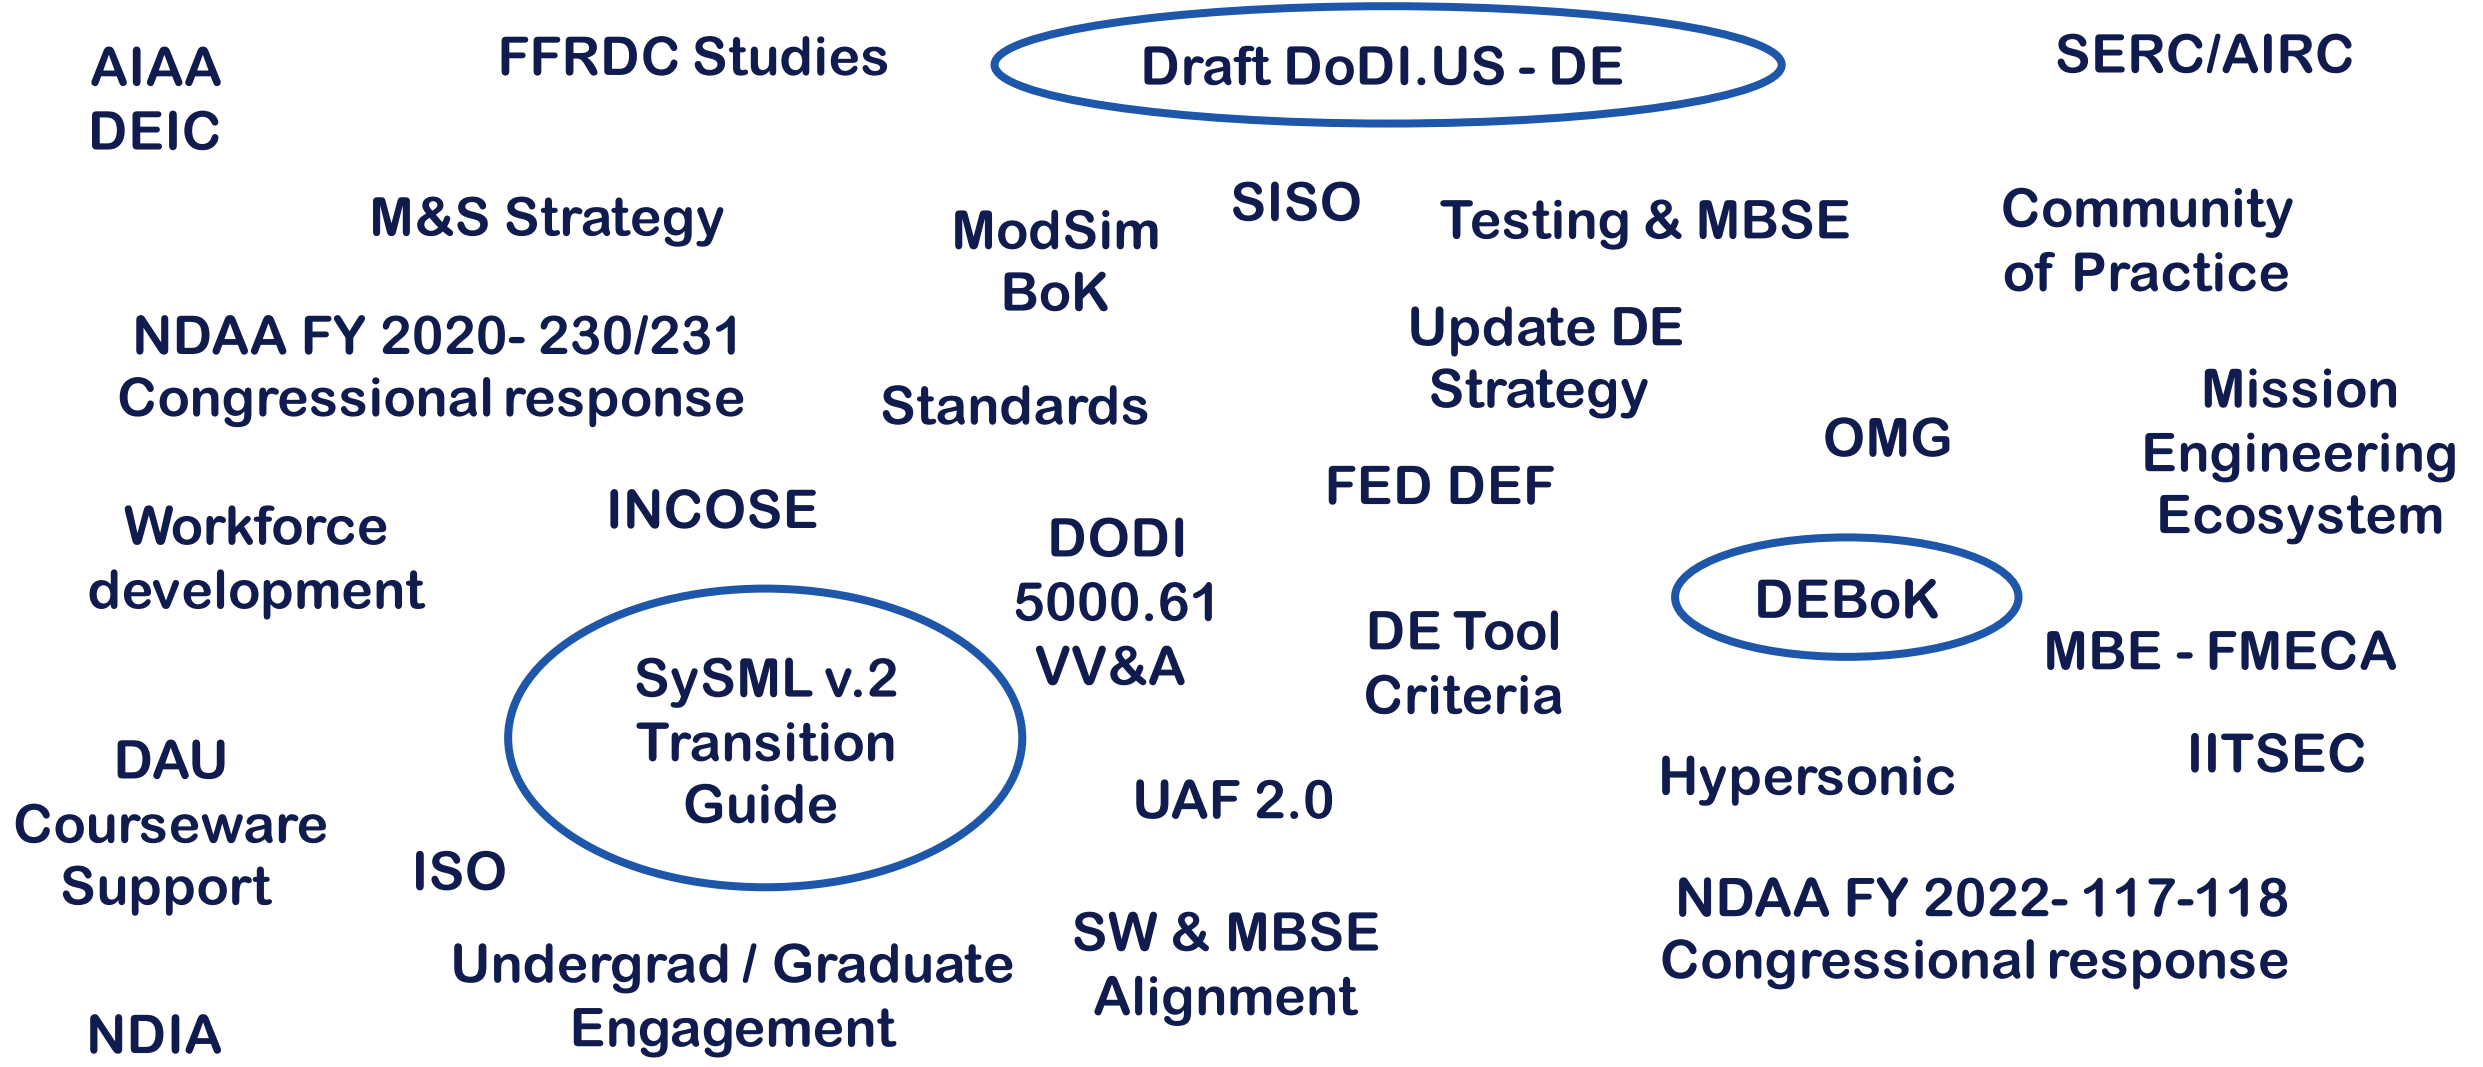 AIAA
DEIC
FFRDC Studies
Draft DoDI.US - DE
SERC/AIRC
M&S Strategy
ModSim
BoK
SISO
Testing & MBSE
Community
of Practice
NDAA FY 2020- 230/231
Congressional response
Standards
Update DE
Strategy
OMG
Mission
Engineering
Ecosystem
Workforce
development
INCOSE
FED DEF
DODI
5000.61
VV&A
DE Tool
Criteria
DEBoK
MBE - FMECA
SySML v.2
Transition
Guide
DAU
Courseware
Support
ISO
UAF 2.0
Hypersonic
IITSEC
NDAA FY 2022- 117-118
Congressional response
SW & MBSE
Alignment
Undergrad / Graduate
Engagement
NDIA